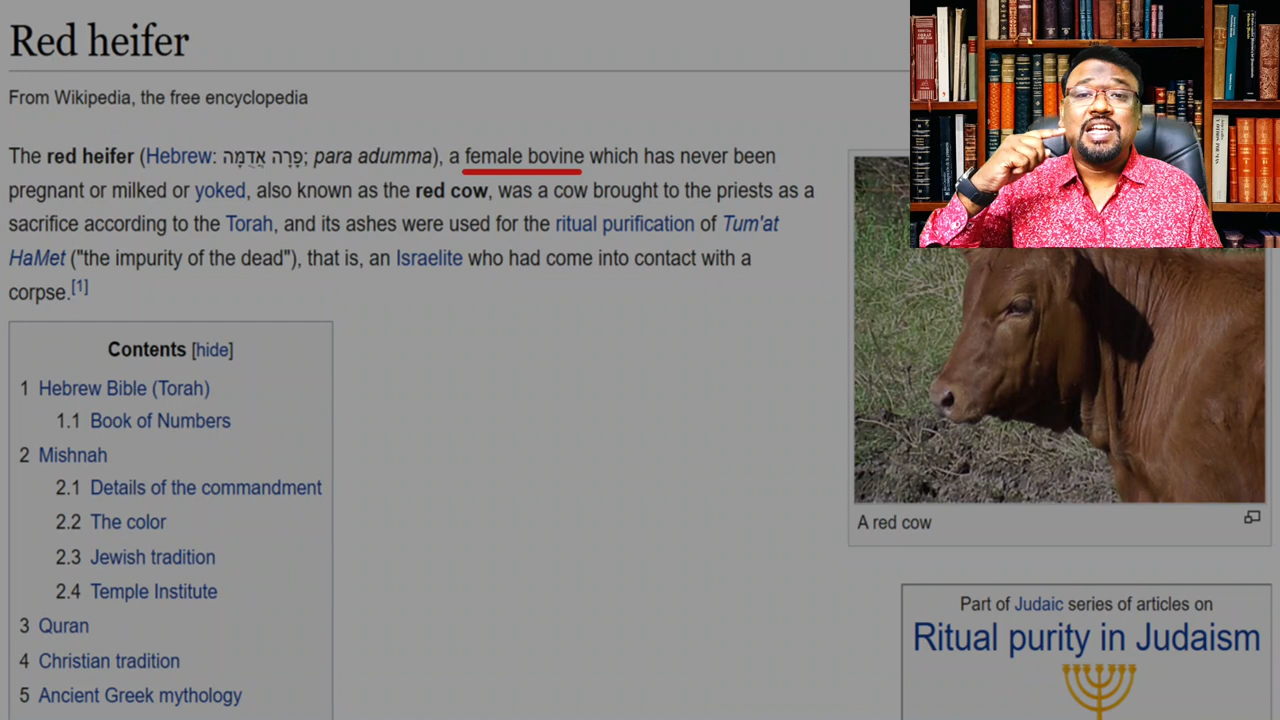 Red heifer
From Wikipedia, the free encyclopedia
The red heifer (Hebrew: פָרָה אֲדֻמָּה; para adumma), a female bovine which has never been
pregnant or milked or yoked, also known as the red cow, was a cow brought to the priests as a
sacrifice according to the Torah, and its ashes were used for the ritual purification of Tum'at
HaMet ("the impurity of the dead"), that is, an Israelite who had come into contact with a
corpse.[1]
Contents [hide]
1 Hebrew Bible (Torah)
1.1 Book of Numbers
2 Mishnah
2.1 Details of the commandment
2.2 The color
2.3 Jewish tradition
2.4 Temple Institute
3 Quran
4 Christian tradition
5 Ancient Greek mythology
A red cow
Part of Judaic series of articles on
Ritual purity in Judaism